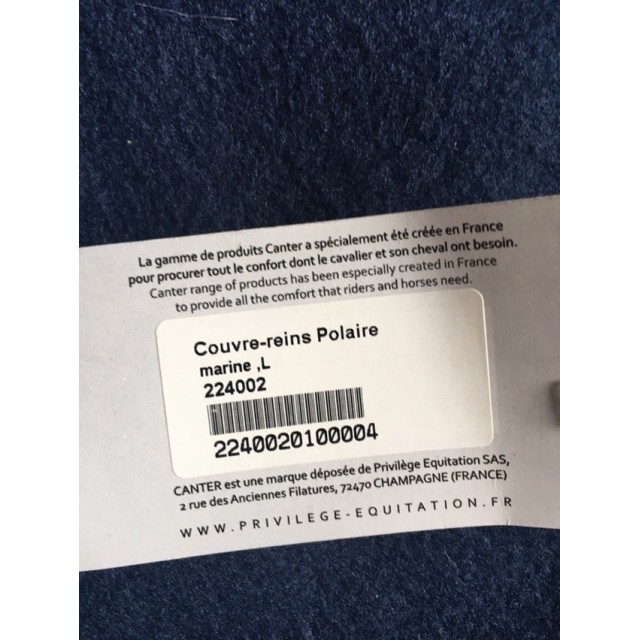 La gamme de produits Canter a spécialement été créée en France
pour procurer tout le confort dont le cavalier et son cheval ont besoin.
Canter range of products has been especially created in France
to provide all the comfort that riders and horses need.
Couvre-reins Polaire
marine ,L
224002
2240020100004
CANTER est une marque déposée de Privilège Equitation SAS,
2 rue des Anciennes Filatures, 72470 CHAMPAGNE (FRANCE)
WWW.PRIVILEGE-EQUITATION.FR